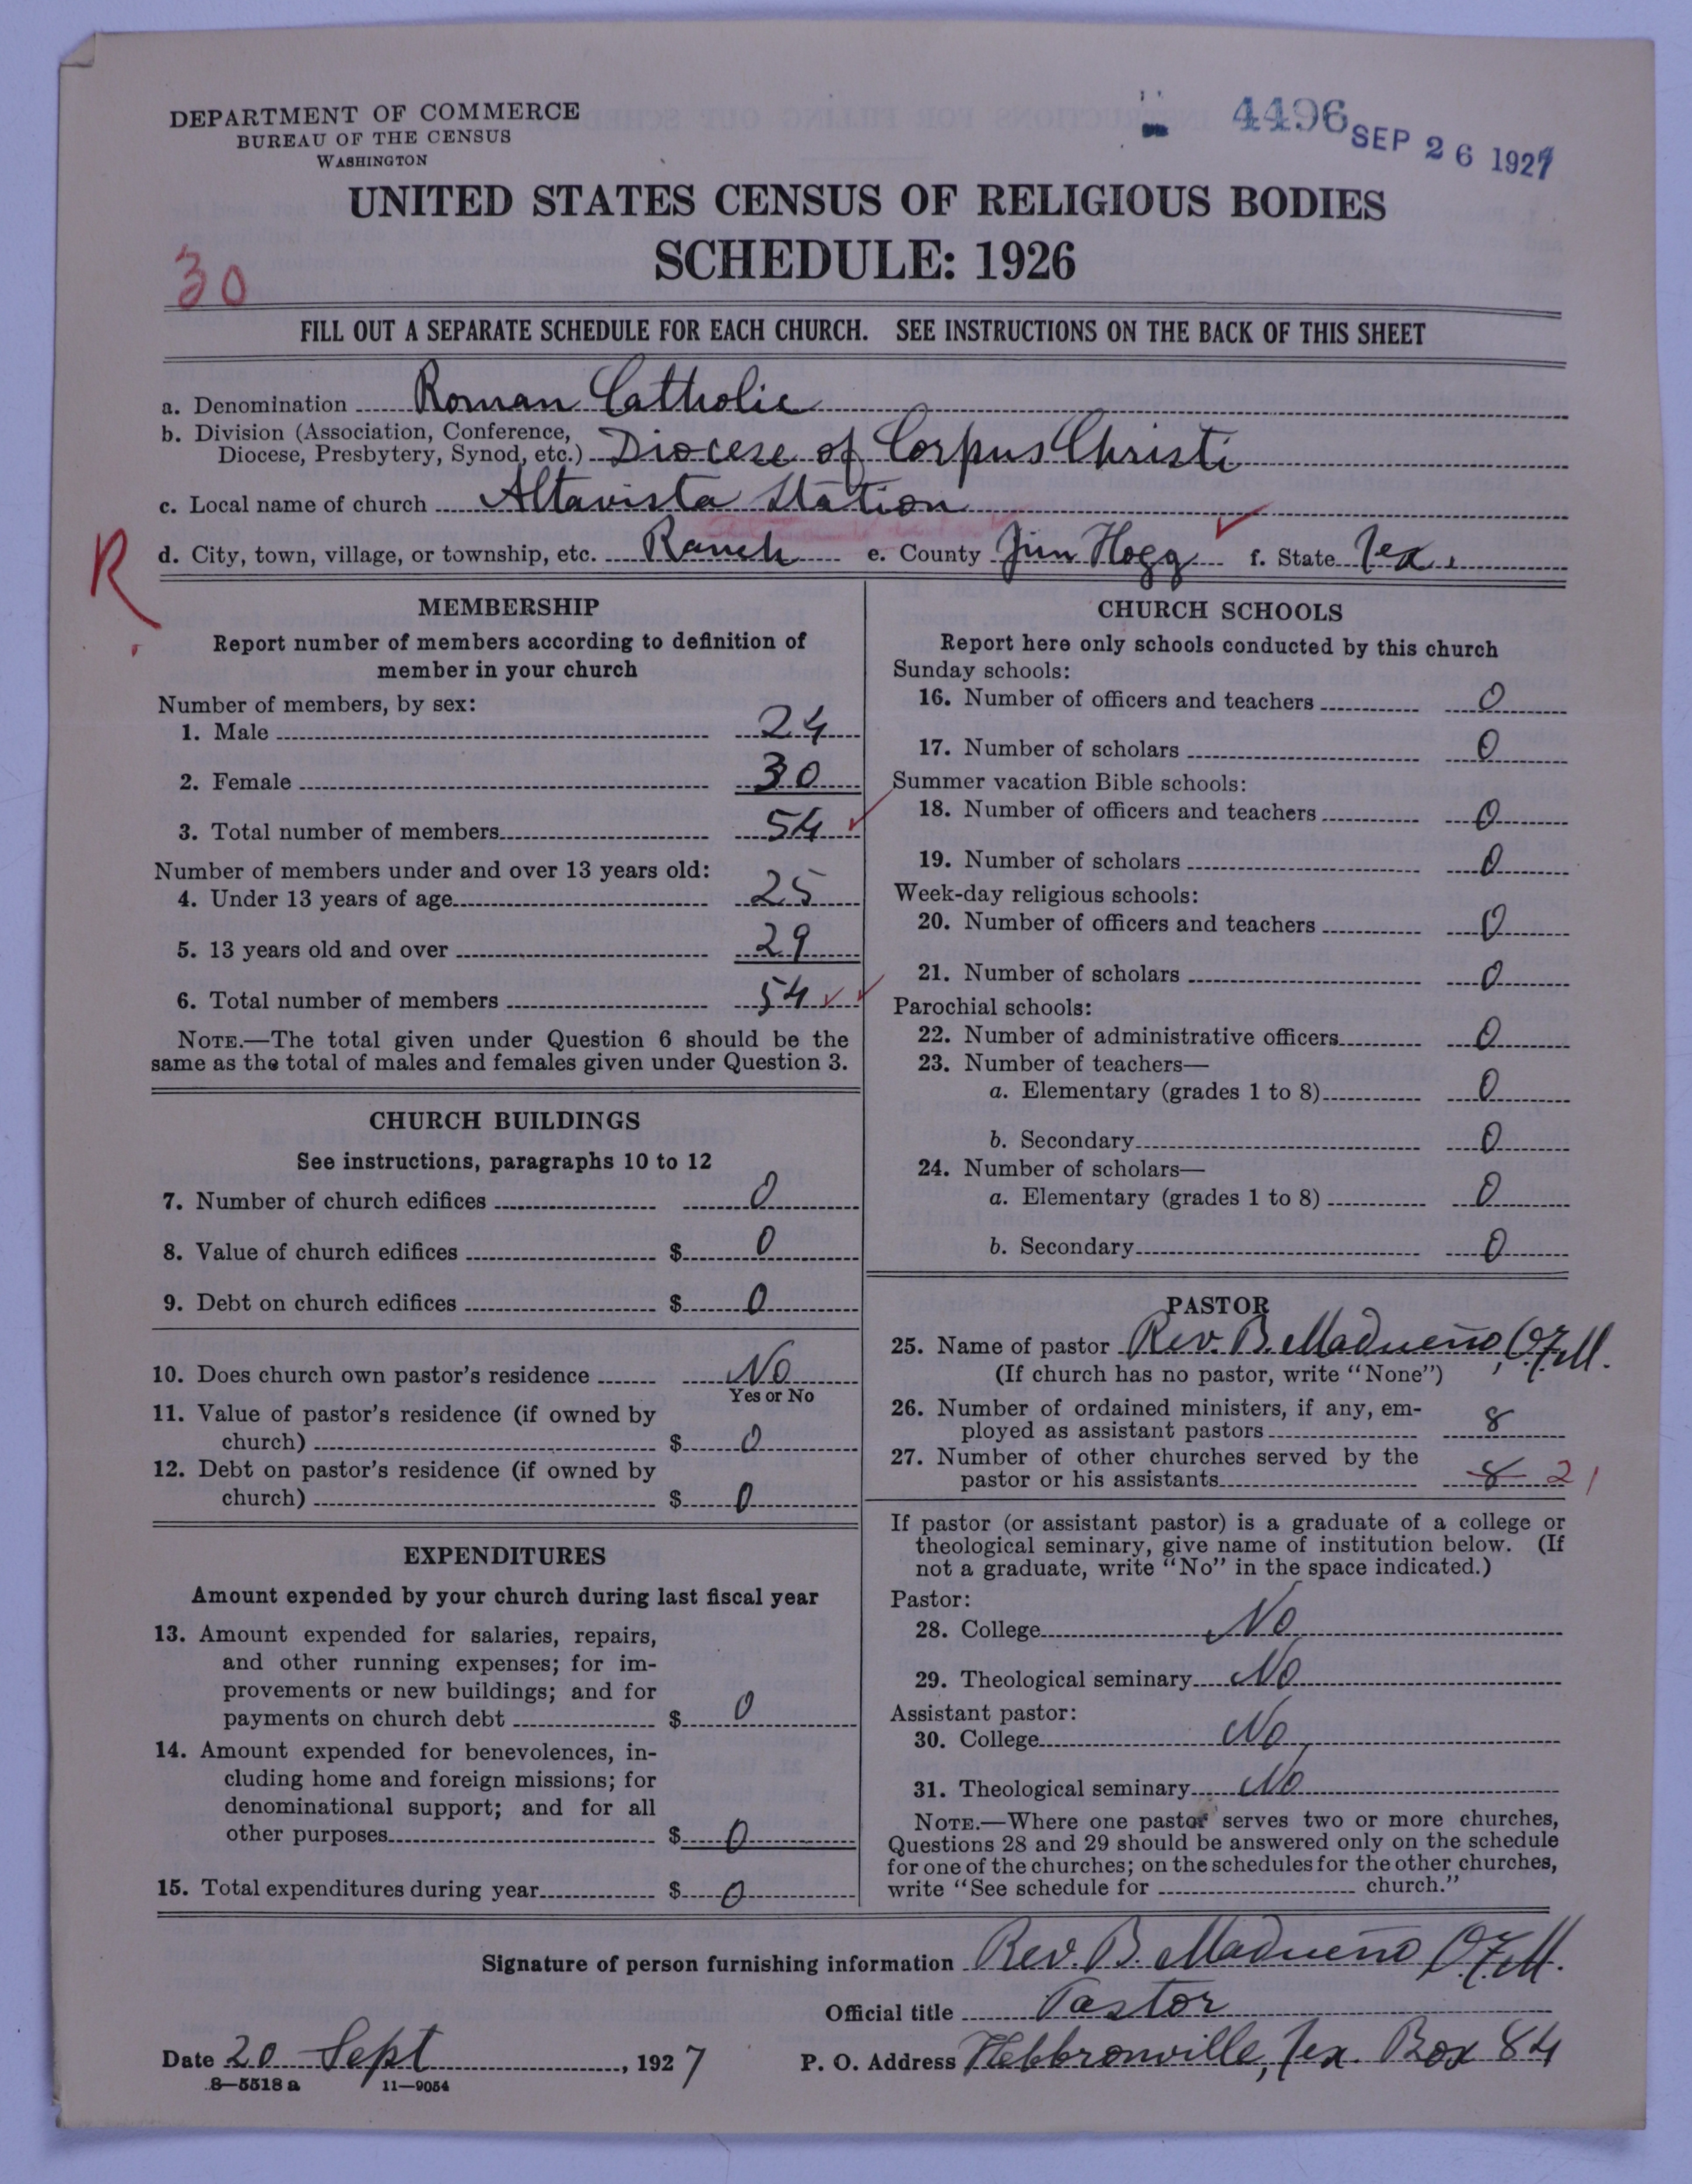 DEPARTMENT OF COMMERCE
BUREAU OF THE CENSUS
WASHINGTON
4496
SEP 26 1927
UNITED STATES CENSUS OF RELIGIOUS BODIES
SCHEDULE: 1926
30
FILL OUT A SEPARATE SCHEDULE FOR EACH CHURCH. SEE INSTRUCTIONS ON THE BACK OF THIS SHEET
a. Denomination Roman Catholic
b. Division (Association, Conference,
Diocese, Presbytery, Synod, etc.) Diocese of Corpus Christi
c. Local name of church Altavista Station
R
d. City, town, village, or township, etc. Ranch e. County Jim Hogg f. State Tex.
MEMBERSHIP
Report number of members according to definition of
member in your church
Number of members, by sex:
1. Male 24
2. Female 30
3. Total number of members 54
Number of members under and over 13 years old:
4. Under 13 years of age 25
5. 13 years old and over 29
6. Total number of members 54
NOTE.—The total given under Question 6 should be the
same as the total of males and females given under Question 3.
CHURCH BUILDINGS
See instructions, paragraphs 10 to 12
7. Number of church edifices 0
8. Value of church edifices $ 0
9. Debt on church edifices $ 0
10. Does church own pastor's residence No
Yes or No
11. Value of pastor's residence (if owned by
church) $ 0
12. Debt on pastor's residence (if owned by
church) $ 0
EXPENDITURES
Amount expended by your church during last fiscal year
13. Amount expended for salaries, repairs,
and other running expenses; for im-
provements or new buildings; and for
payments on church debt $ 0
14. Amount expended for benevolences, in-
cluding home and foreign missions; for
denominational support; and for all
other purposes $ 0
15. Total expenditures during year $ 0
CHURCH SCHOOLS
Report here only schools conducted by this church
Sunday schools:
16. Number of officers and teachers 0
17. Number of scholars 0
Summer vacation Bible schools:
18. Number of officers and teachers 0
19. Number of scholars 0
Week-day religious schools:
20. Number of officers and teachers 0
21. Number of scholars 0
Parochial schools:
22. Number of administrative officers 0
23. Number of teachers—
a. Elementary (grades 1 to 8) 0
b. Secondary 0
24. Number of scholars—
a. Elementary (grades 1 to 8) 0
b. Secondary 0
PASTOR
25. Name of pastor Rev. B. Madueño, O.F.M.
(If church has no pastor, write "None")
26. Number of ordained ministers, if any, em-
ployed as assistant pastors 8
27. Number of other churches served by the
pastor or his assistants 8 21
If pastor (or assistant pastor) is a graduate of a college or
theological seminary, give name of institution below. (If
not a graduate, write "No" in the space indicated.)
Pastor:
28. College No
29. Theological seminary No
Assistant pastor:
30. College No
31. Theological seminary No
NOTE.—Where one pastor serves two or more churches,
Questions 28 and 29 should be answered only on the schedule
for one of the churches; on the schedules for the other churches,
write "See schedule for church."
Signature of person furnishing information Rev. B. Madueño O.F.M.
Official title Pastor
Date 20 Sept, 1927 P. O. Address Hebbronville, Tex. Box 84
8—5518 a 11—9054